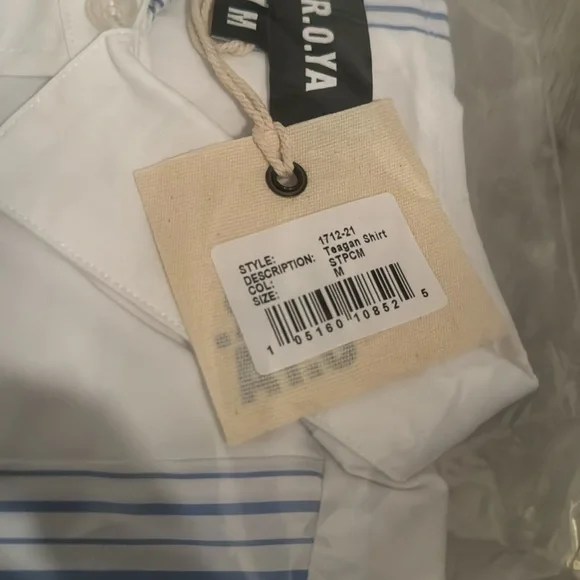 R.O.YA
M
STYLE: 1712-21
DESCRIPTION: Teagan Shirt
COL: STPCM
SIZE: M
1 05160 10852 5